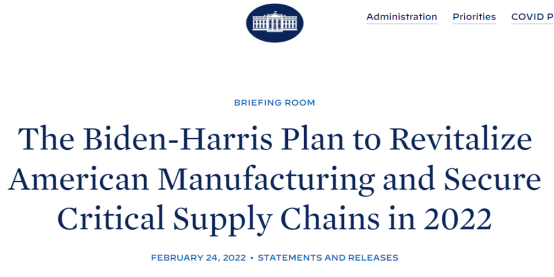 Administration Priorities COVID P
BRIEFING ROOM
The Biden-Harris Plan to Revitalize
American Manufacturing and Secure
Critical Supply Chains in 2022
FEBRUARY 24, 2022 • STATEMENTS AND RELEASES